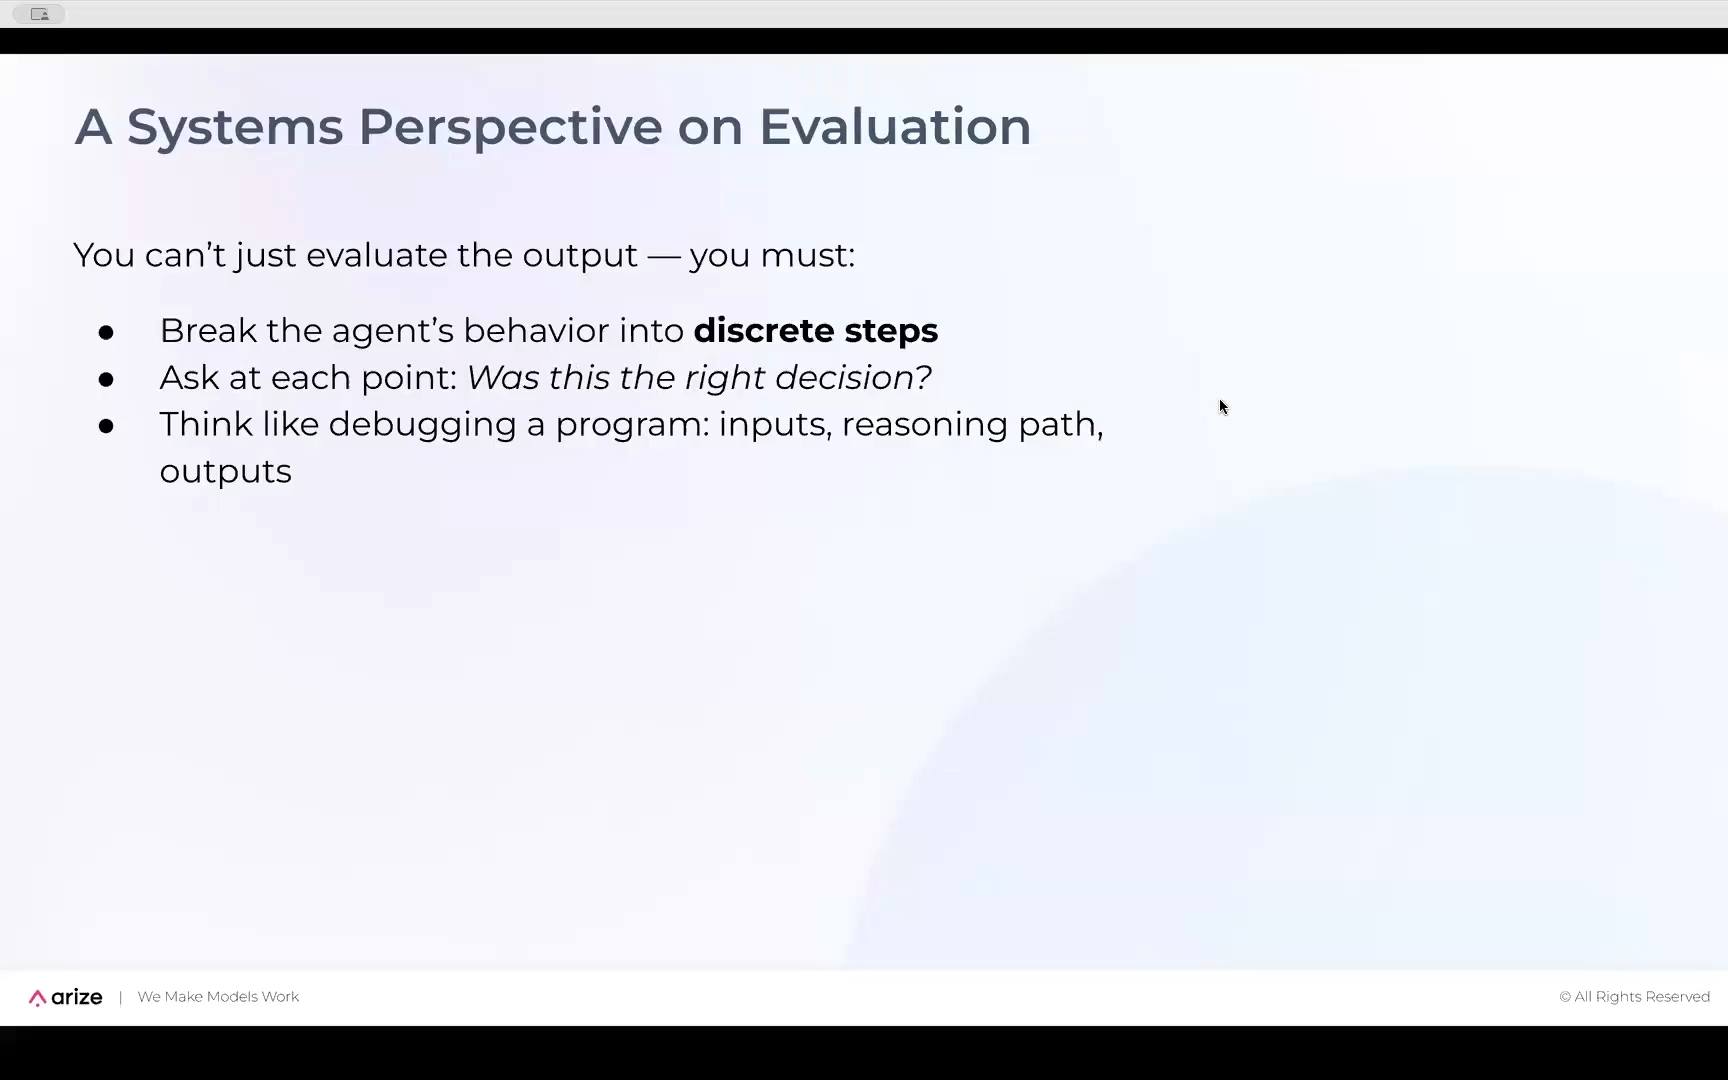 A Systems Perspective on Evaluation
You can’t just evaluate the output — you must:
● Break the agent’s behavior into discrete steps
● Ask at each point: Was this the right decision?
● Think like debugging a program: inputs, reasoning path,
outputs
arize | We Make Models Work
© All Rights Reserved